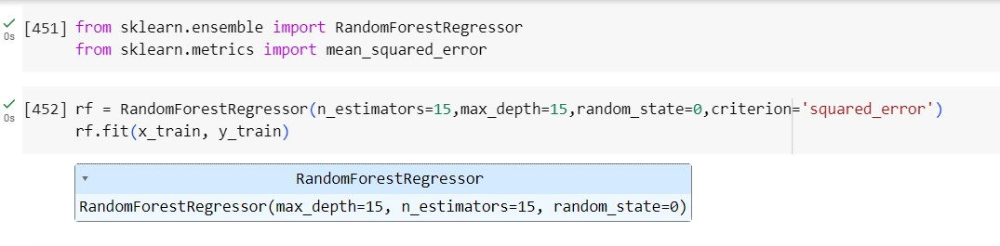 [451] from sklearn.ensemble import RandomForestRegressor
0s
from sklearn.metrics import mean_squared_error
[452] rf = RandomForestRegressor(n_estimators=15,max_depth=15,random_state=0,criterion='squared_error')
0s
rf.fit(x_train, y_train)
RandomForestRegressor
RandomForestRegressor(max_depth=15, n_estimators=15, random_state=0)